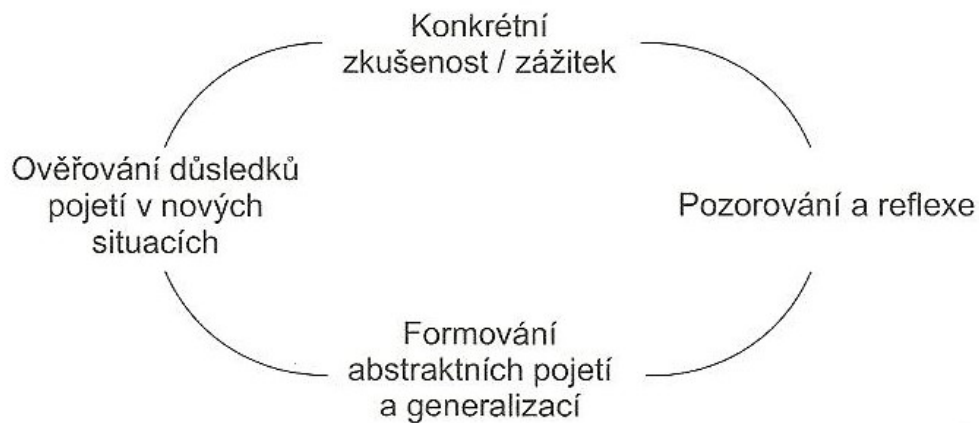 Konkrétní
zkušenost / zážitek
Ověřování důsledků
pojetí v nových
situacích
Pozorování a reflexe
Formování
abstraktních pojetí
a generalizací